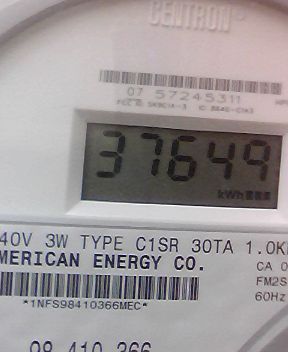 CENTRON
07 57245311
37649
kWh
40V 3W TYPE C1SR 30TA 1.0K
MERICAN ENERGY CO.
CA 0
FM2S
60Hz
*1NFS98410366MEC*
98 410 366